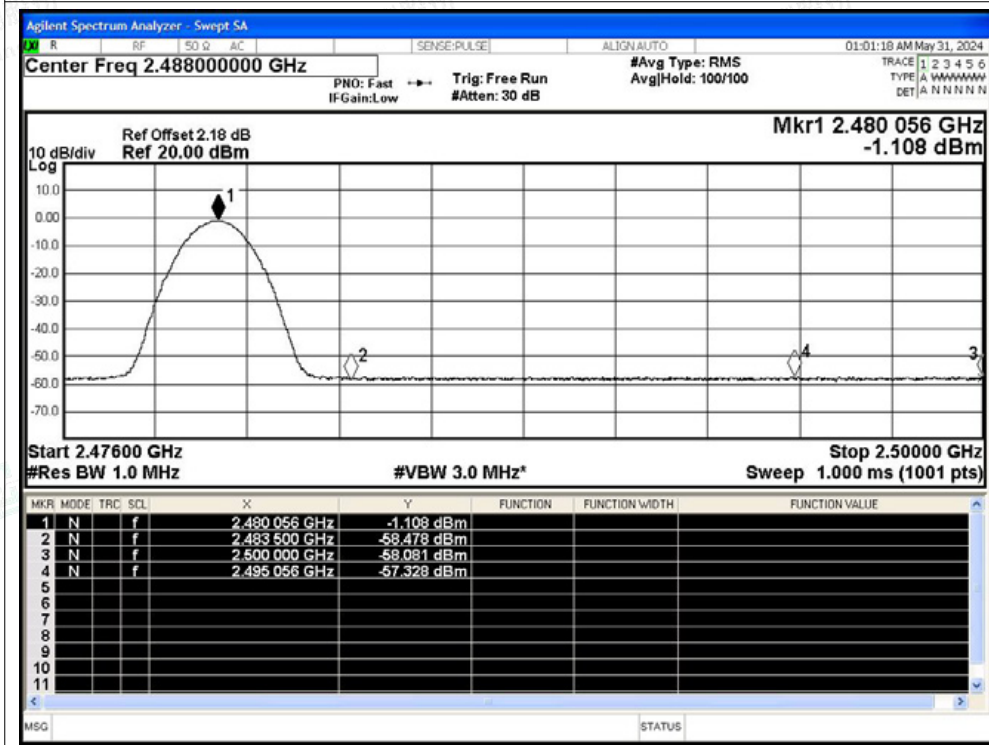 Agilent Spectrum Analyzer - Swept SA
R RF 50 Ω AC SENSE:PULSE ALIGN AUTO 01:01:18 AM May 31, 2024
Center Freq 2.488000000 GHz
PNO: Fast
IFGain:Low
Trig: Free Run
#Atten: 30 dB
#Avg Type: RMS
Avg|Hold: 100/100
TRACE 1 2 3 4 5 6
TYPE A WWWWW
DET A N N N N N
Mkr1 2.480 056 GHz
-1.108 dBm
Ref Offset 2.18 dB
10 dB/div Ref 20.00 dBm
Log
10.0
0.00
-10.0
-20.0
-30.0
-40.0
-50.0
-60.0
-70.0
1
2
4
3
Start 2.47600 GHz Stop 2.50000 GHz
#Res BW 1.0 MHz #VBW 3.0 MHz* Sweep 1.000 ms (1001 pts)
MKR MODE TRC SCL X Y FUNCTION FUNCTION WIDTH FUNCTION VALUE
1 N f 2.480 056 GHz -1.108 dBm
2 N f 2.483 500 GHz -58.478 dBm
3 N f 2.500 000 GHz -58.081 dBm
4 N f 2.495 056 GHz -57.328 dBm
5
6
7
8
9
10
11
MSG STATUS